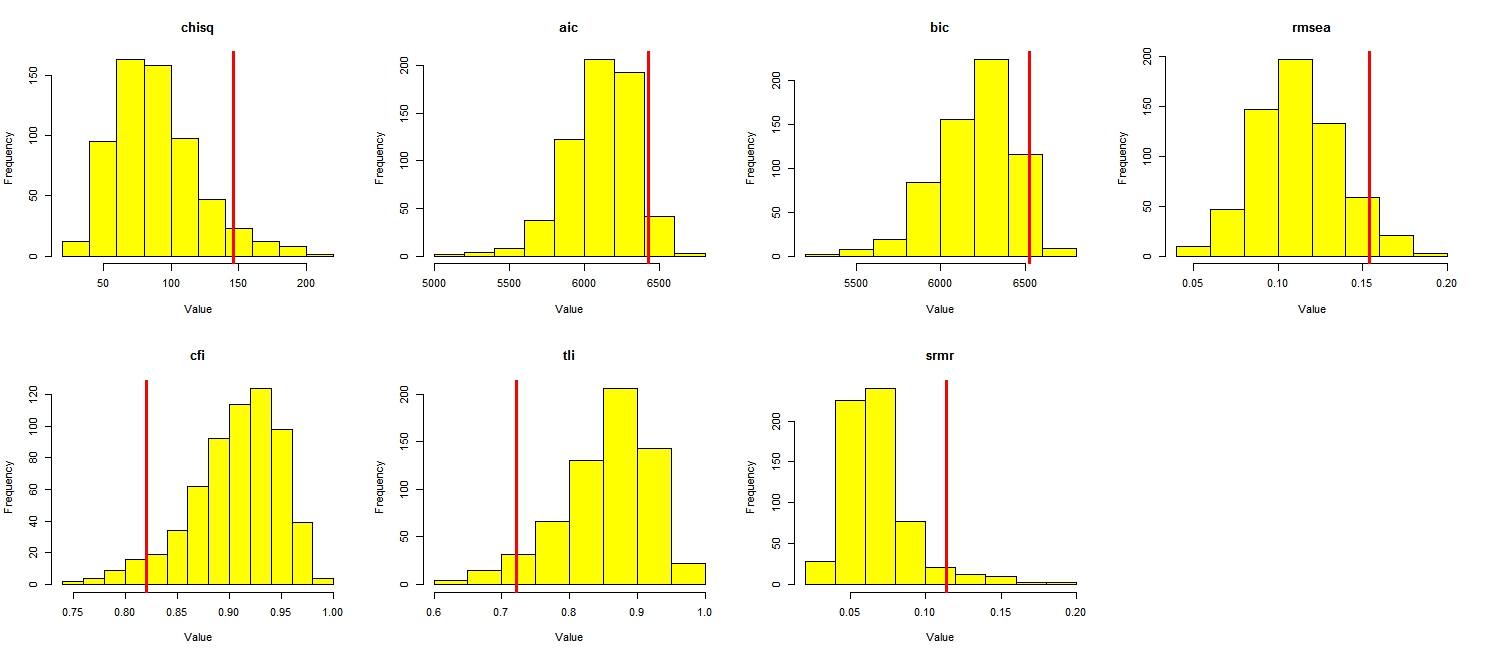 chisq
Frequency
0 50 100 150
50 100 150 200
Value
aic
Frequency
0 50 100 150 200
5000 5500 6000 6500
Value
bic
Frequency
0 50 100 150 200
5500 6000 6500
Value
rmsea
Frequency
0 50 100 150 200
0.05 0.10 0.15 0.20
Value
cfi
Frequency
0 20 40 60 80 100 120
0.75 0.80 0.85 0.90 0.95 1.00
Value
tli
Frequency
0 50 100 150 200
0.6 0.7 0.8 0.9 1.0
Value
srmr
Frequency
0 50 100 150 200
0.05 0.10 0.15 0.20
Value